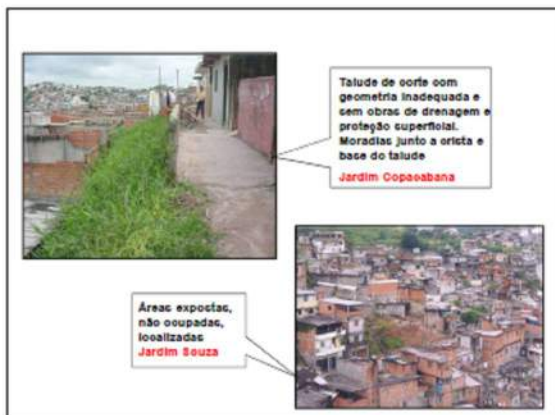 Talude de corte com
geometria inadequada e
sem obras de drenagem e
proteção superficial.
Moradias junto a crista e
base do talude
Jardim Copacabana
Áreas expostas,
não ocupadas,
localizadas
Jardim Souza